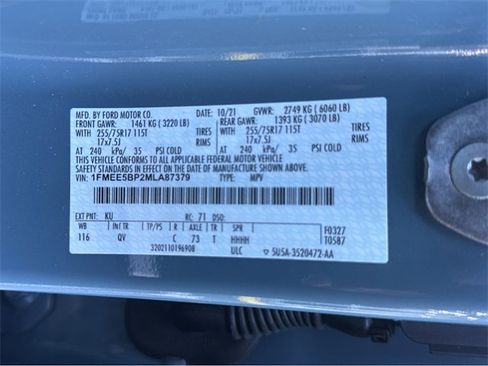 MFD. BY FORD MOTOR CO. 10/21 GVWR: 2749 KG ( 6060 LB)
FRONT GAWR: 1461 KG ( 3220 LB) REAR GAWR: 1393 KG ( 3070 LB)
WITH 255/75R17 115T TIRES WITH 255/75R17 115T TIRES
17x7.5J RIMS 17x7.5J RIMS
AT 240 kPa/ 35 PSI COLD AT 240 kPa/ 35 PSI COLD
THIS VEHICLE CONFORMS TO ALL APPLICABLE FEDERAL MOTOR VEHICLE
SAFETY STANDARDS IN EFFECT ON THE DATE OF MANUFACTURE SHOWN ABOVE.
VIN: 1FMEE5BP2MLA87379 TYPE: MPV
EXT PNT: KU RC: 71 DSO:
WB TP/PS R AXLE TR SPR F0327
116 QV C 73 T HHHH T0587
3202110196908 ULC 5U5A-3520472-AA